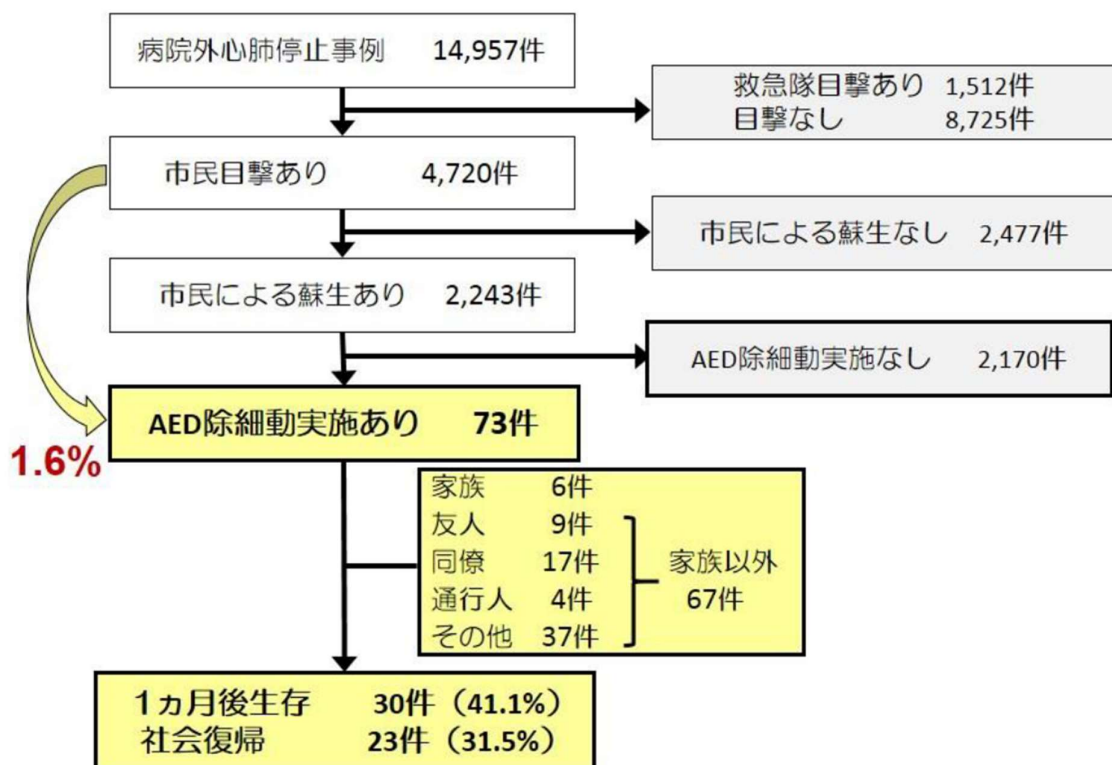 病院外心肺停止事例 14,957件
救急隊目撃あり 1,512件
目撃なし 8,725件
市民目撃あり 4,720件
市民による蘇生なし 2,477件
市民による蘇生あり 2,243件
AED除細動実施なし 2,170件
AED除細動実施あり 73件
1.6%
家族 6件
友人 9件
同僚 17件
通行人 4件
その他 37件
家族以外
67件
1ヵ月後生存 30件（41.1%）
社会復帰 23件（31.5%）